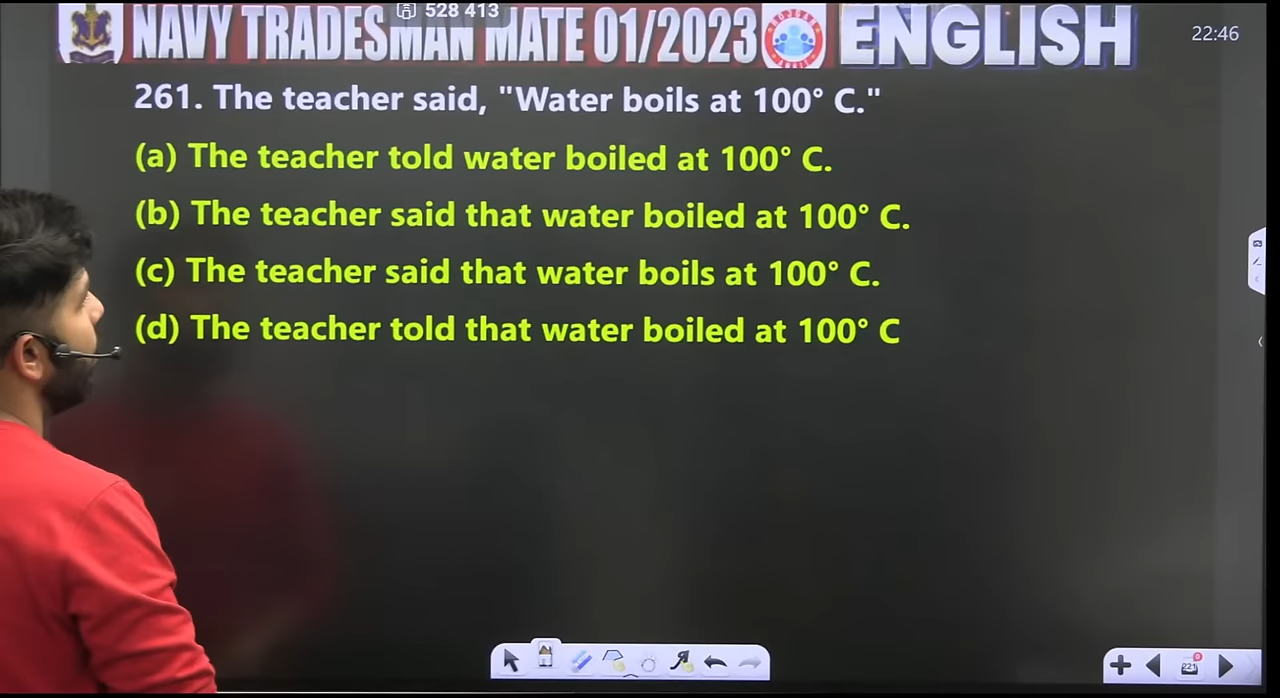 528 413
NAVY TRADESMAN MATE 01/2023 ROJGAR ENGLISH
22:46
261. The teacher said, "Water boils at 100° C."
(a) The teacher told water boiled at 100° C.
(b) The teacher said that water boiled at 100° C.
(c) The teacher said that water boils at 100° C.
(d) The teacher told that water boiled at 100° C
221